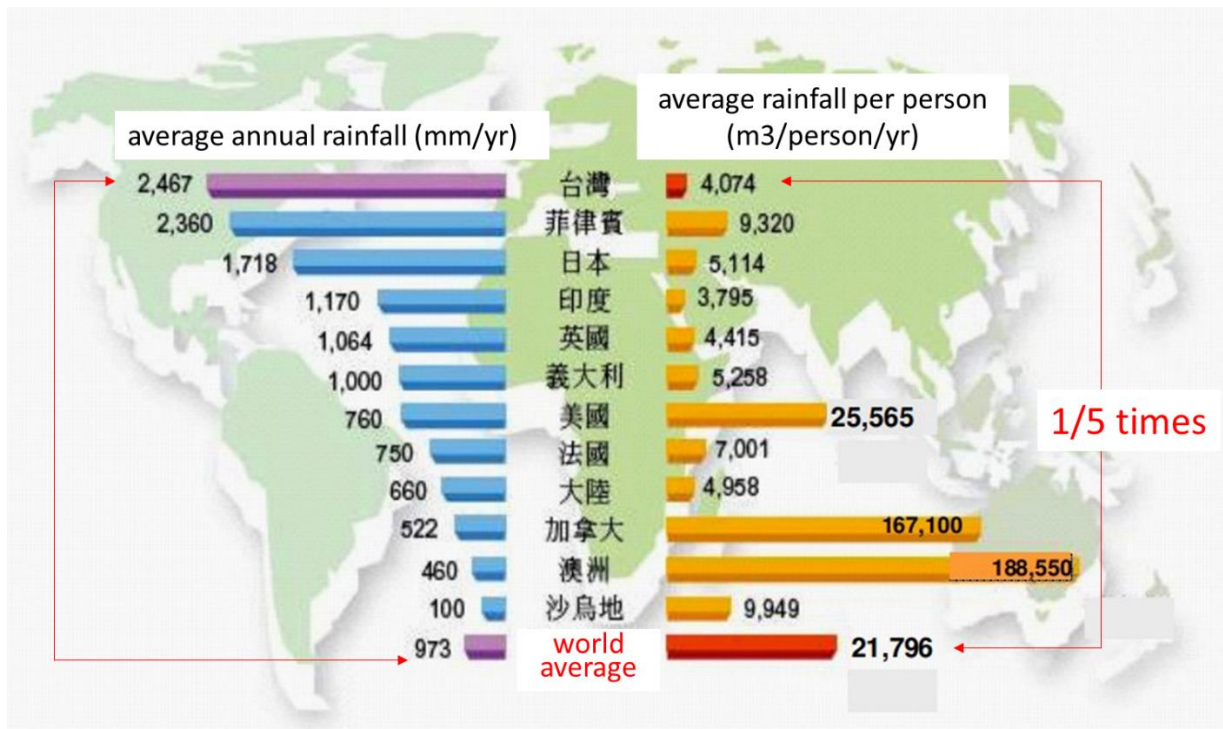 average annual rainfall (mm/yr)
average rainfall per person
(m3/person/yr)
2,467 台灣 4,074
2,360 菲律賓 9,320
1,718 日本 5,114
1,170 印度 3,795
1,064 英國 4,415
1,000 義大利 5,258
760 美國 25,565
750 法國 7,001
660 大陸 4,958
522 加拿大 167,100
460 澳洲 188,550
100 沙烏地 9,949
973 world average 21,796
1/5 times